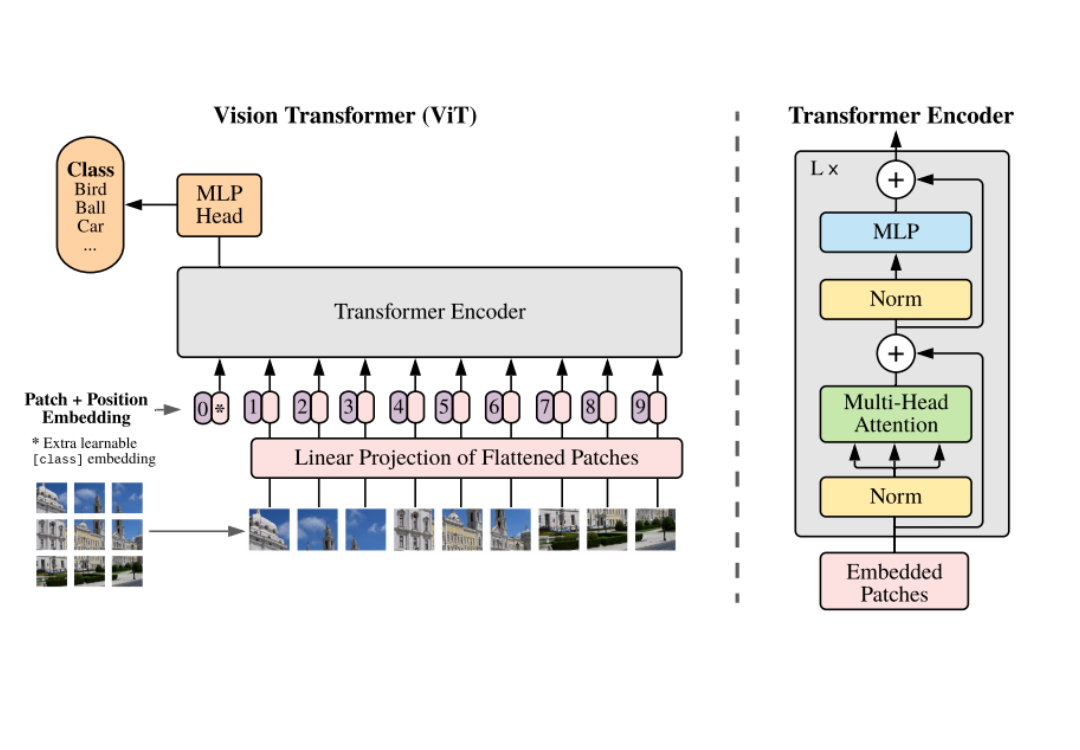 Vision Transformer (ViT)
Class
Bird
Ball
Car
...
MLP
Head
Transformer Encoder
Patch + Position
Embedding
* Extra learnable
[class] embedding
0 * 1 2 3 4 5 6 7 8 9
Linear Projection of Flattened Patches
Transformer Encoder
L ×
+
MLP
Norm
+
Multi-Head
Attention
Norm
Embedded
Patches